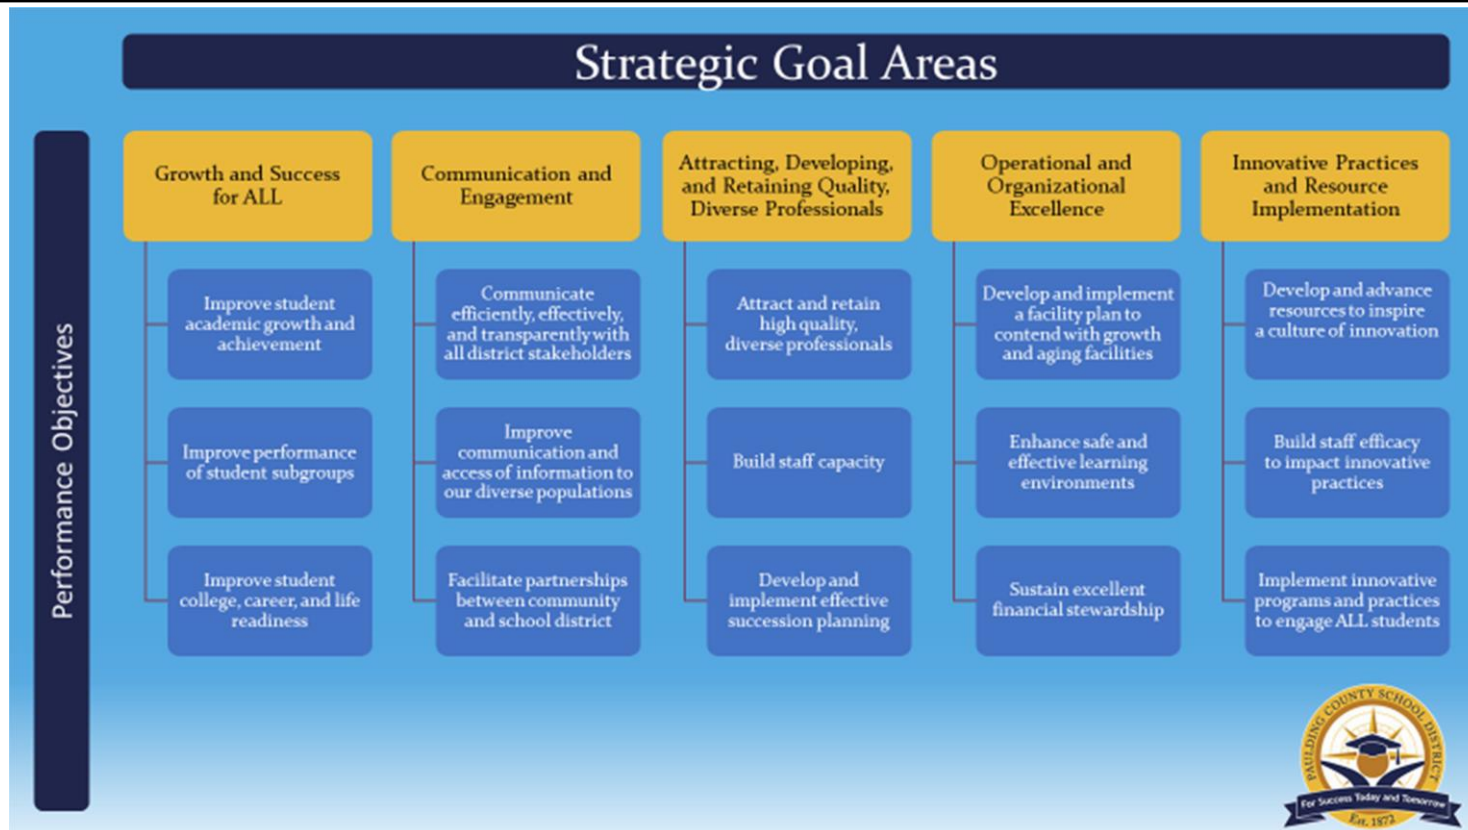 Strategic Goal Areas
Performance Objectives
Growth and Success
for ALL
Improve student
academic growth and
achievement
Improve performance
of student subgroups
Improve student
college, career, and life
readiness
Communication and
Engagement
Communicate
efficiently, effectively,
and transparently with
all district stakeholders
Improve
communication and
access of information to
our diverse populations
Facilitate partnerships
between community
and school district
Attracting, Developing,
and Retaining Quality,
Diverse Professionals
Attract and retain
high quality,
diverse professionals
Build staff capacity
Develop and
implement effective
succession planning
Operational and
Organizational
Excellence
Develop and implement
a facility plan to
contend with growth
and aging facilities
Enhance safe and
effective learning
environments
Sustain excellent
financial stewardship
Innovative Practices
and Resource
Implementation
Develop and advance
resources to inspire
a culture of innovation
Build staff efficacy
to impact innovative
practices
Implement innovative
programs and practices
to engage ALL students
PAULDING COUNTY SCHOOL DISTRICT
For Success Today and Tomorrow
Est. 1872